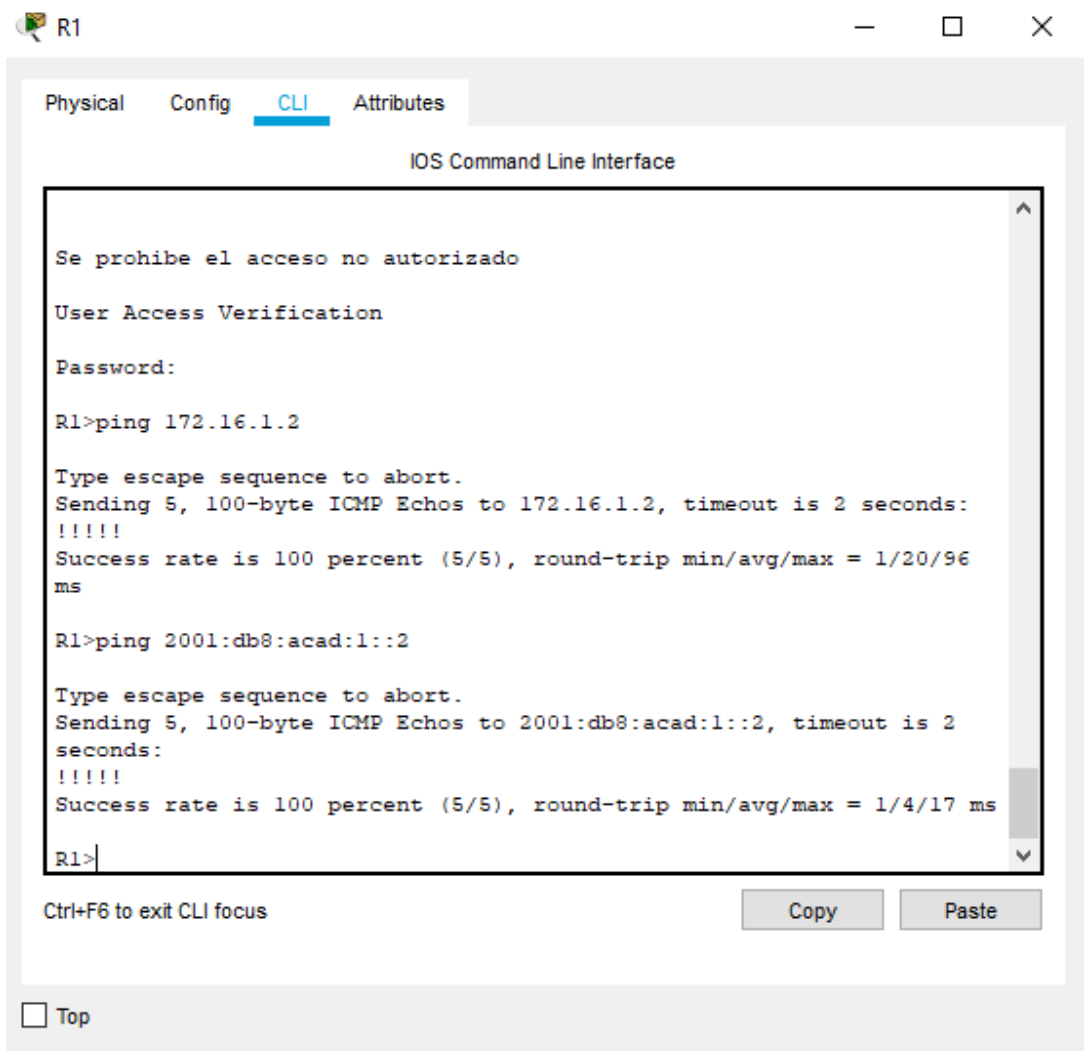 R1
Physical Config CLI Attributes
IOS Command Line Interface
Se prohibe el acceso no autorizado
User Access Verification
Password:
R1>ping 172.16.1.2
Type escape sequence to abort.
Sending 5, 100-byte ICMP Echos to 172.16.1.2, timeout is 2 seconds:
!!!!!
Success rate is 100 percent (5/5), round-trip min/avg/max = 1/20/96
ms
R1>ping 2001:db8:acad:1::2
Type escape sequence to abort.
Sending 5, 100-byte ICMP Echos to 2001:db8:acad:1::2, timeout is 2
seconds:
!!!!!
Success rate is 100 percent (5/5), round-trip min/avg/max = 1/4/17 ms
R1>
Ctrl+F6 to exit CLI focus
Copy Paste
Top